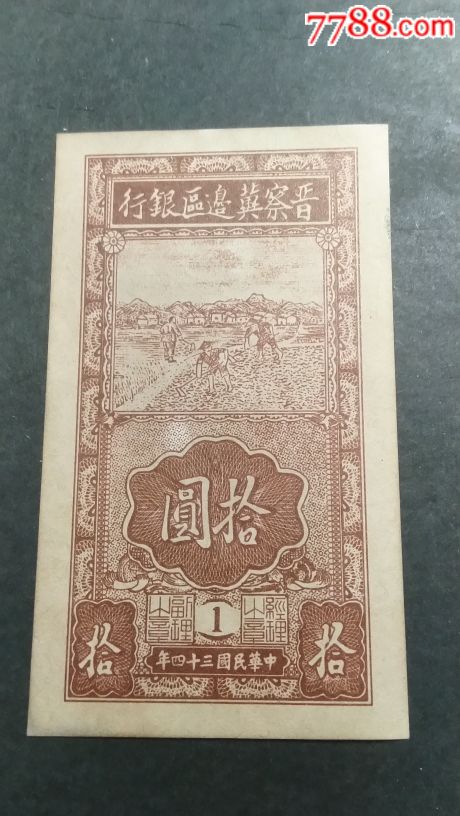 7788.com
晋察冀邊區銀行
拾圓
經理之章
1
副理之章
拾
拾
中華民國三十四年